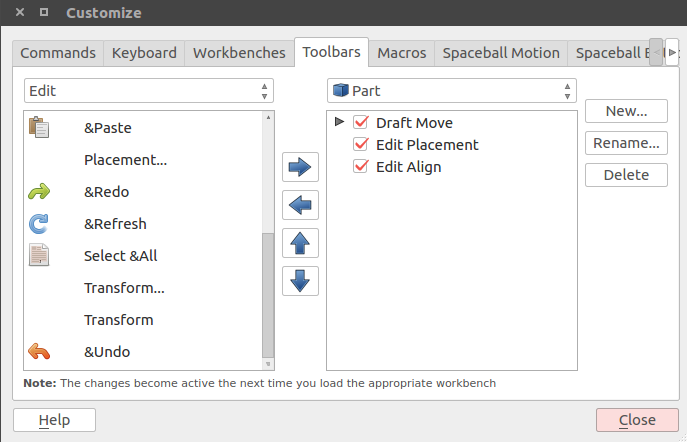 Customize
Commands Keyboard Workbenches Toolbars Macros Spaceball Motion Spaceball
Edit
Part
&Paste
Placement...
&Redo
&Refresh
Select &All
Transform...
Transform
&Undo
Draft Move
Edit Placement
Edit Align
New...
Rename...
Delete
Note: The changes become active the next time you load the appropriate workbench
Help
Close